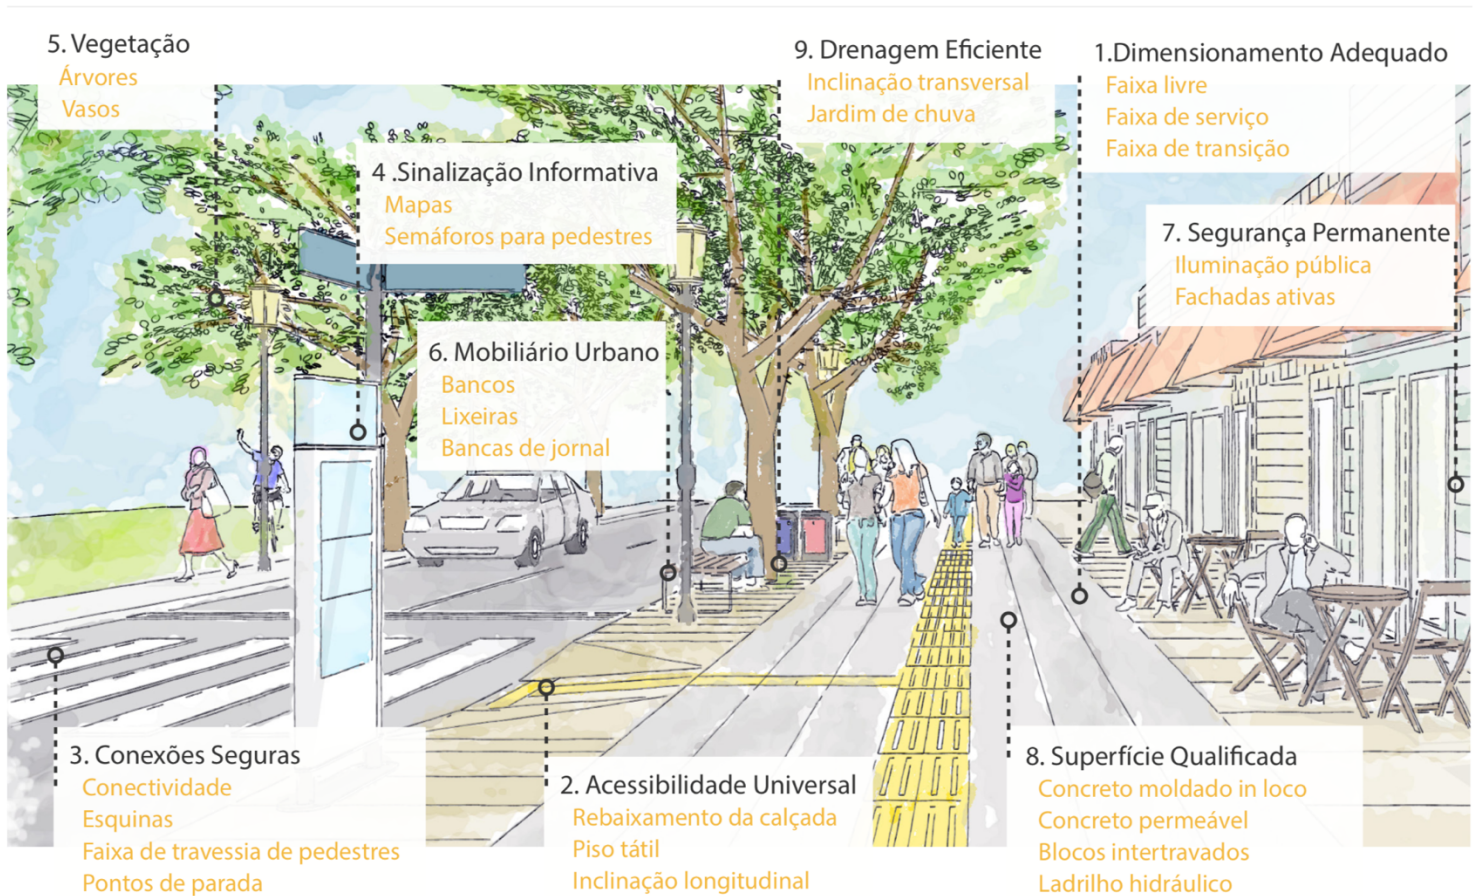 5. Vegetação
Árvores
Vasos
9. Drenagem Eficiente
Inclinação transversal
Jardim de chuva
1.Dimensionamento Adequado
Faixa livre
Faixa de serviço
Faixa de transição
4 .Sinalização Informativa
Mapas
Semáforos para pedestres
7. Segurança Permanente
Iluminação pública
Fachadas ativas
6. Mobiliário Urbano
Bancos
Lixeiras
Bancas de jornal
3. Conexões Seguras
Conectividade
Esquinas
Faixa de travessia de pedestres
Pontos de parada
2. Acessibilidade Universal
Rebaixamento da calçada
Piso tátil
Inclinação longitudinal
8. Superfície Qualificada
Concreto moldado in loco
Concreto permeável
Blocos intertravados
Ladrilho hidráulico